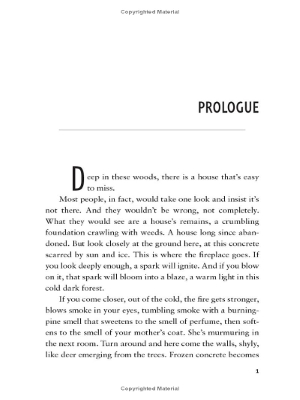 Copyrighted Material
PROLOGUE
Deep in these woods, there is a house that's easy
to miss.
Most people, in fact, would take one look and insist it's
not there. And they wouldn't be wrong, not completely.
What they would see are a house's remains, a crumbling
foundation crawling with weeds. A house long since aban-
doned. But look closely at the ground here, at this concrete
scarred by sun and ice. This is where the fireplace goes. If
you look deeply enough, a spark will ignite. And if you blow
on it, that spark will bloom into a blaze, a warm light in this
cold dark forest.
If you come closer, out of the cold, the fire gets stronger,
blows smoke in your eyes, tumbling smoke with a burning-
pine smell that sweetens to the smell of perfume, then soft-
ens to the smell of your mother's coat. She's murmuring in
the next room. Turn around and here come the walls, shyly,
like deer emerging from the trees. Frozen concrete becomes
1
Copyrighted Material